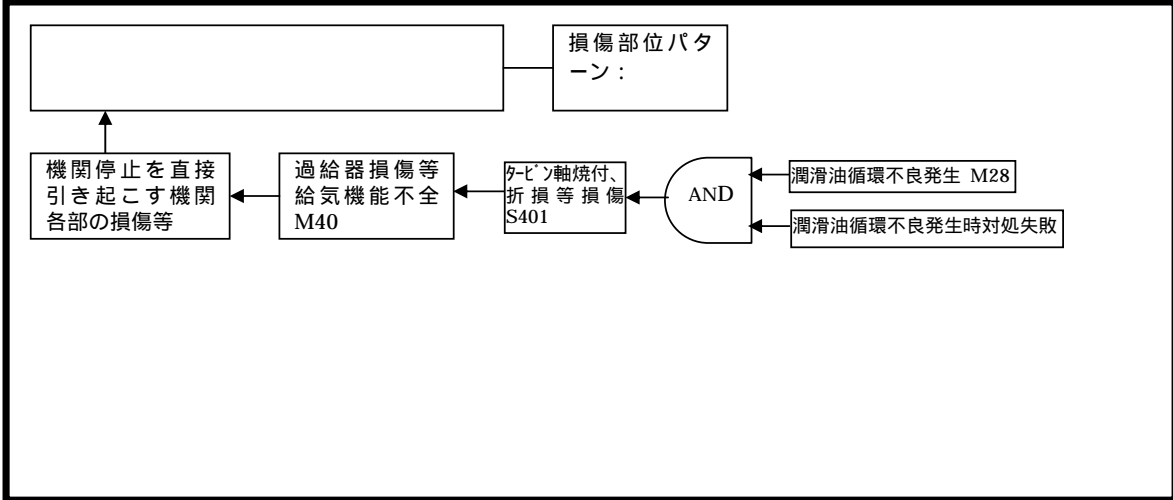 損傷部位パタ
ーン：
機関停止を直接
引き起こす機関
各部の損傷等
過給器損傷等
給気機能不全
M40
ﾀｰﾋﾞﾝ軸焼付、
折損等損傷
S401
AND
潤滑油循環不良発生 M28
潤滑油循環不良発生時対処失敗